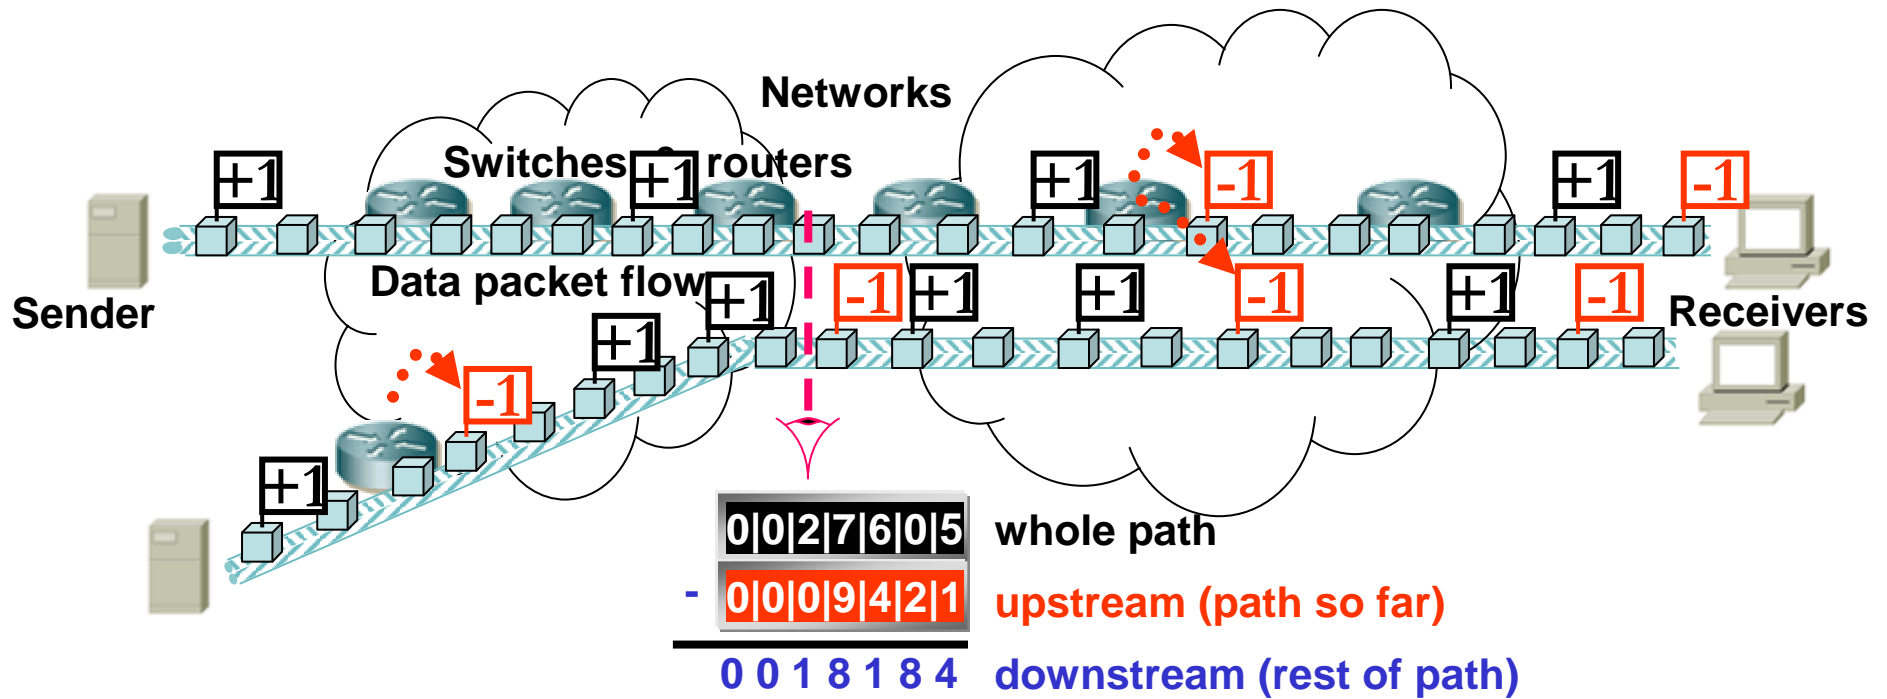 Networks
Switches & routers
+1 +1 +1 -1 +1 -1
Data packet flow
Sender
+1 -1 +1 +1 -1 +1 -1
Receivers
+1
-1
+1
0|0|2|7|6|0|5 whole path
- 0|0|0|9|4|2|1 upstream (path so far)
0 0 1 8 1 8 4 downstream (rest of path)